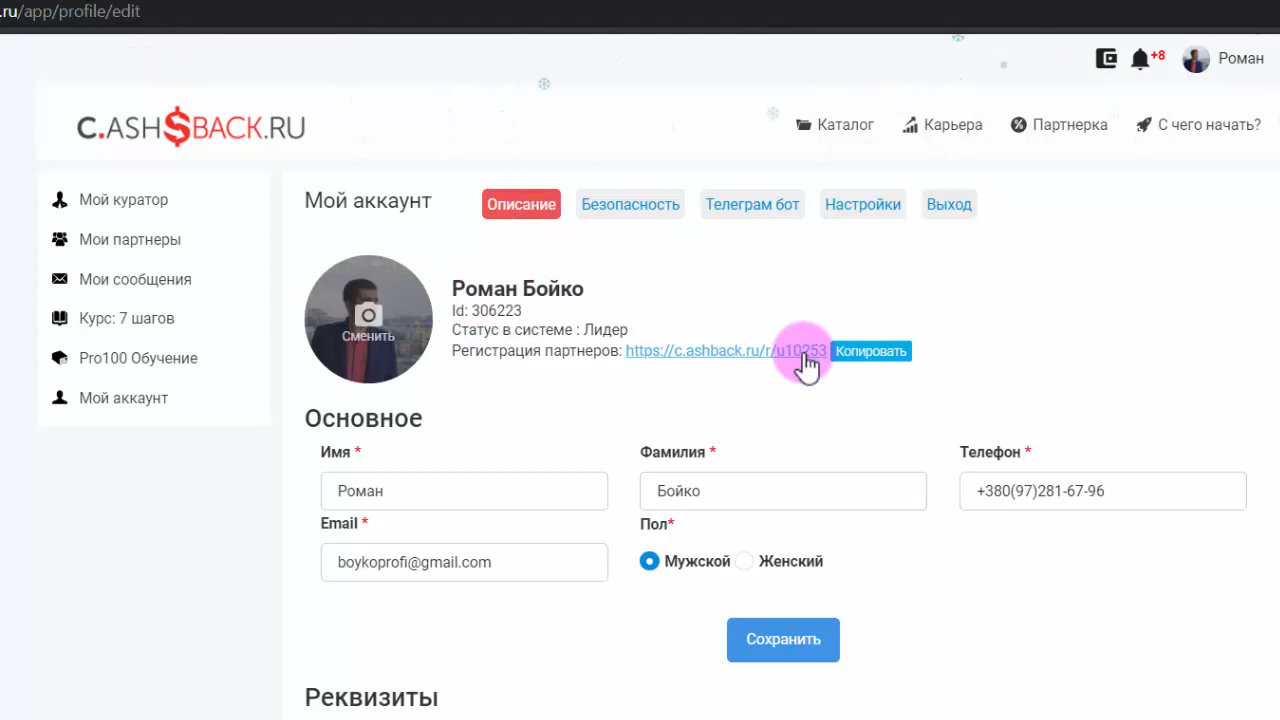 .ru/app/profile/edit
+8
Роман
C.ASH$BACK.RU
Каталог
Карьера
Партнерка
С чего начать?
Мой куратор
Мои партнеры
Мои сообщения
Курс: 7 шагов
Pro100 Обучение
Мой аккаунт
Мой аккаунт
Описание
Безопасность
Телеграм бот
Настройки
Выход
Сменить
Роман Бойко
Id: 306223
Статус в системе : Лидер
Регистрация партнеров: https://c.ashback.ru/r/u10253 Копировать
Основное
Имя *
Фамилия *
Телефон *
Роман
Бойко
+380(97)281-67-96
Email *
Пол*
boykoprofi@gmail.com
Мужской
Женский
Сохранить
Реквизиты